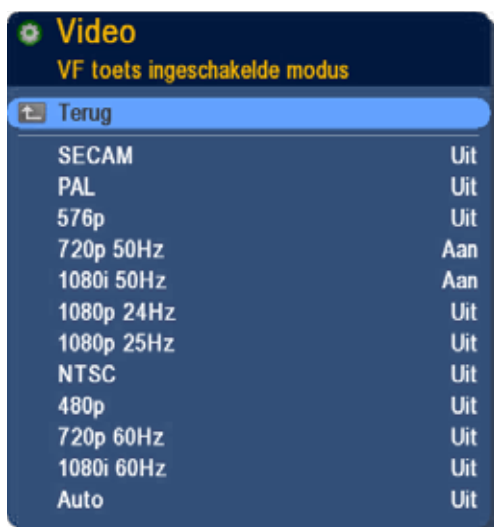 Video
VF toets ingeschakelde modus
Terug
SECAM Uit
PAL Uit
576p Uit
720p 50Hz Aan
1080i 50Hz Aan
1080p 24Hz Uit
1080p 25Hz Uit
NTSC Uit
480p Uit
720p 60Hz Uit
1080i 60Hz Uit
Auto Uit